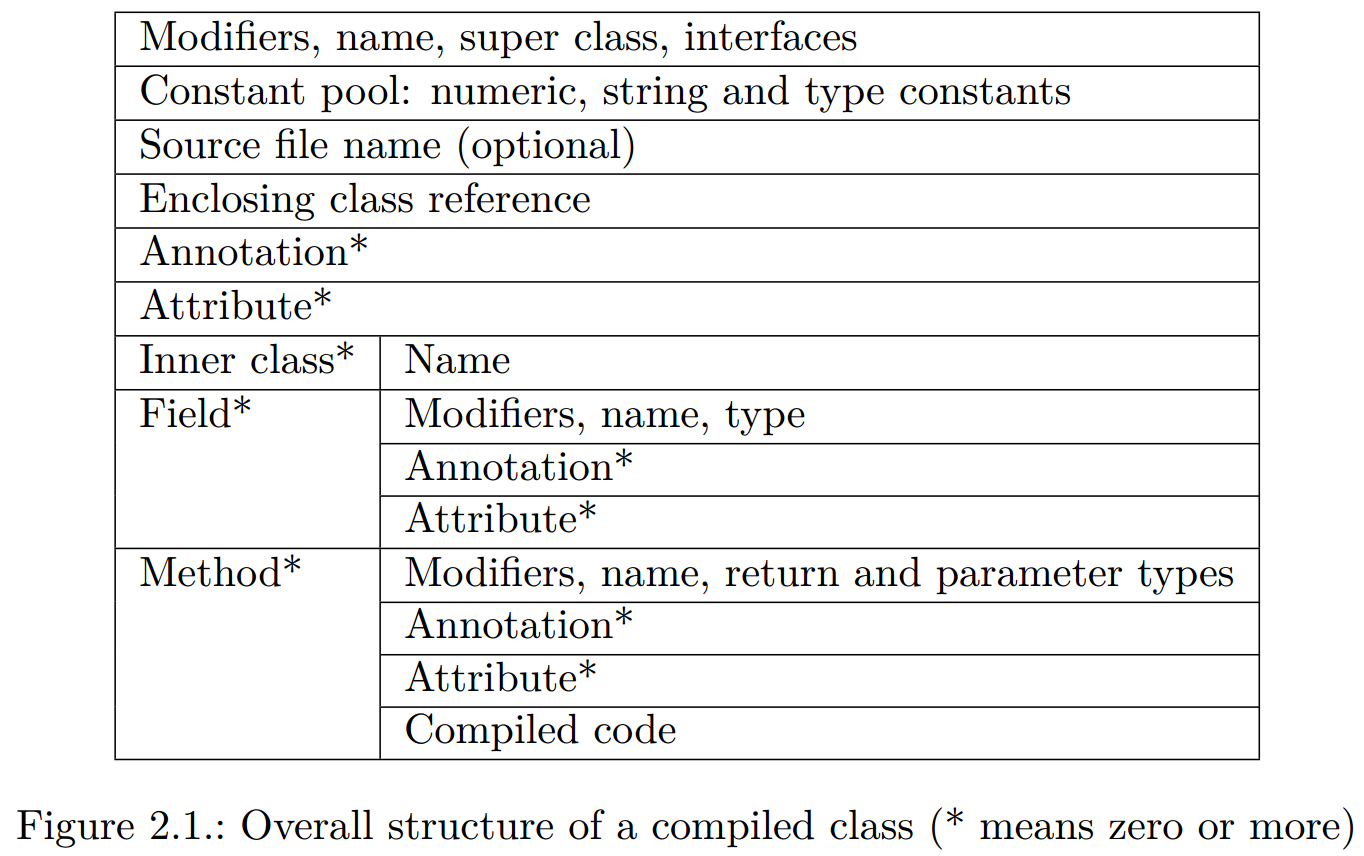 Modifiers, name, super class, interfaces
Constant pool: numeric, string and type constants
Source file name (optional)
Enclosing class reference
Annotation*
Attribute*
Inner class* Name
Field* Modifiers, name, type
Annotation*
Attribute*
Method* Modifiers, name, return and parameter types
Annotation*
Attribute*
Compiled code
Figure 2.1.: Overall structure of a compiled class (* means zero or more)